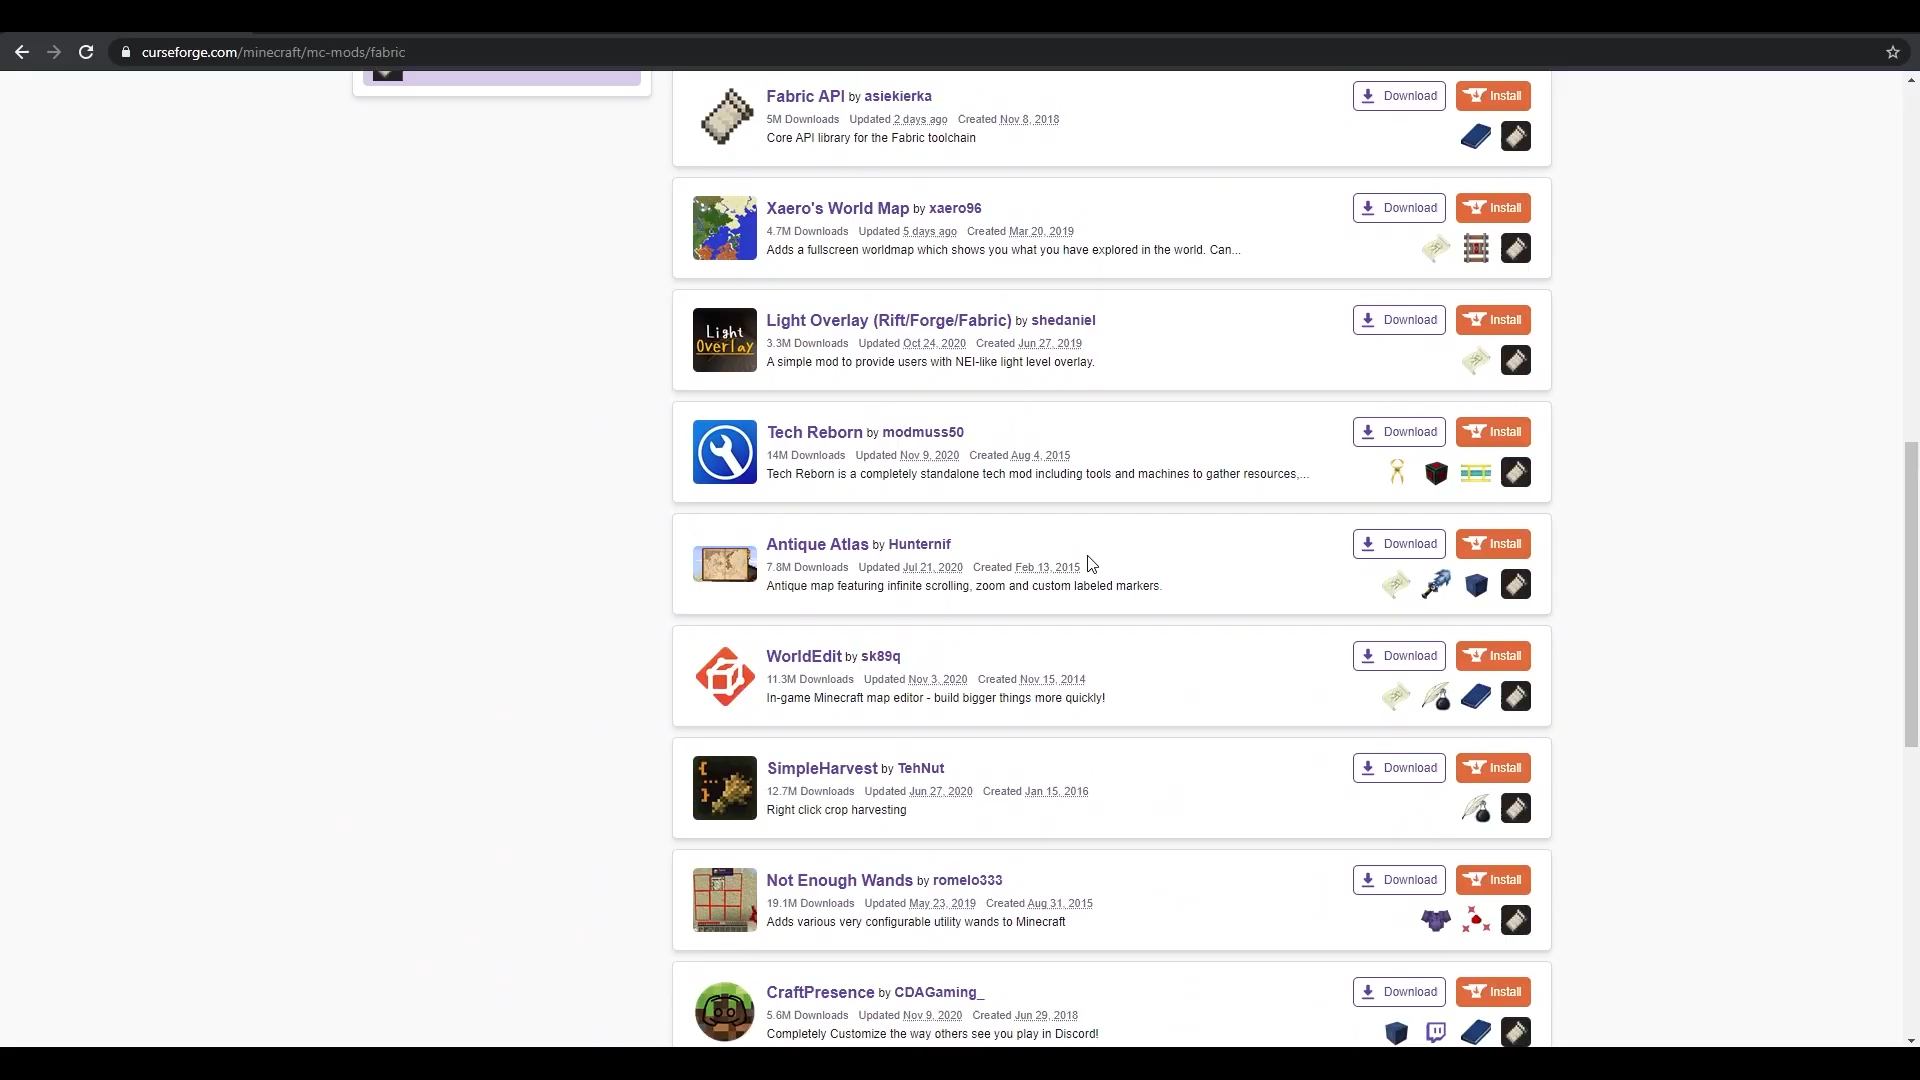 curseforge.com/minecraft/mc-mods/fabric
Fabric API by asiekierka
Download
Install
5M Downloads Updated 2 days ago Created Nov 8, 2018
Core API library for the Fabric toolchain
Xaero's World Map by xaero96
Download
Install
4.7M Downloads Updated 5 days ago Created Mar 20, 2019
Adds a fullscreen worldmap which shows you what you have explored in the world. Can...
Light Overlay
Light Overlay (Rift/Forge/Fabric) by shedaniel
Download
Install
3.3M Downloads Updated Oct 24, 2020 Created Jun 27, 2019
A simple mod to provide users with NEI-like light level overlay.
Tech Reborn by modmuss50
Download
Install
14M Downloads Updated Nov 9, 2020 Created Aug 4, 2015
Tech Reborn is a completely standalone tech mod including tools and machines to gather resources,...
Antique Atlas by Hunternif
Download
Install
7.8M Downloads Updated Jul 21, 2020 Created Feb 13, 2015
Antique map featuring infinite scrolling, zoom and custom labeled markers.
WorldEdit by sk89q
Download
Install
11.3M Downloads Updated Nov 3, 2020 Created Nov 15, 2014
In-game Minecraft map editor - build bigger things more quickly!
SimpleHarvest by TehNut
Download
Install
12.7M Downloads Updated Jun 27, 2020 Created Jan 15, 2016
Right click crop harvesting
Not Enough Wands by romelo333
Download
Install
19.1M Downloads Updated May 23, 2019 Created Aug 31, 2015
Adds various very configurable utility wands to Minecraft
CraftPresence by CDAGaming_
Download
Install
5.6M Downloads Updated Nov 9, 2020 Created Jun 29, 2018
Completely Customize the way others see you play in Discord!